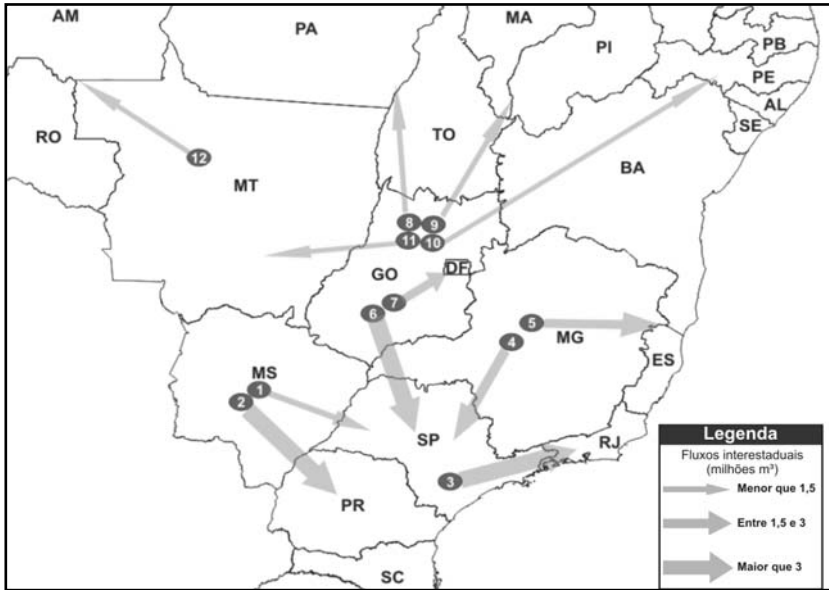 AM
PA
MA
PI
PB
PE
AL
SE
RO
TO
BA
12
MT
8
9
11
10
GO
DF
7
6
5
4
MG
ES
MS
1
2
SP
RJ
3
PR
SC
Legenda
Fluxos interestaduais
(milhões m³)
Menor que 1,5
Entre 1,5 e 3
Maior que 3